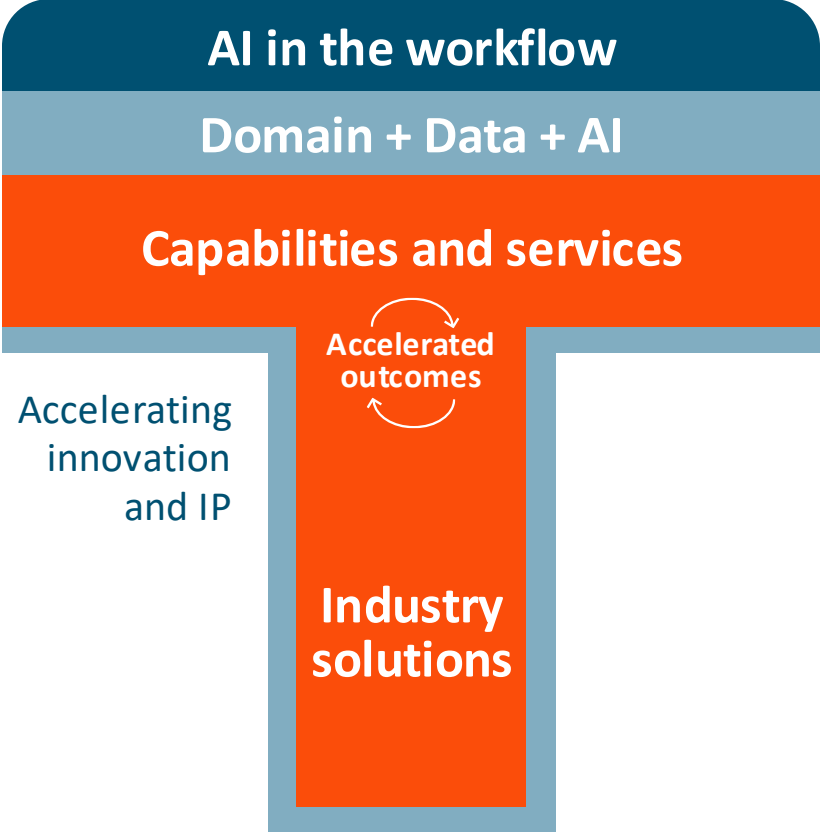 AI in the workflow
Domain + Data + AI
Capabilities and services
Accelerated
outcomes
Accelerating
innovation
and IP
Industry
solutions